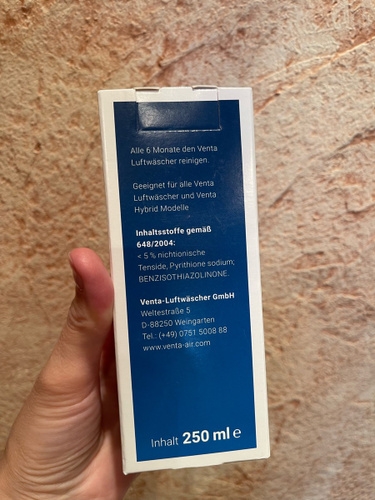 Alle 6 Monate den Venta
Luftwäscher reinigen.
Geeignet für alle Venta
Luftwäscher und Venta
Hybrid Modelle
Inhaltsstoffe gemäß
648/2004:
< 5 % nichtionische
Tenside, Pyrithione sodium;
BENZISOTHIAZOLINONE.
Venta-Luftwäscher GmbH
Weltestraße 5
D-88250 Weingarten
Tel.: (+49) 0751 5008 88
www.venta-air.com
Inhalt 250 ml e